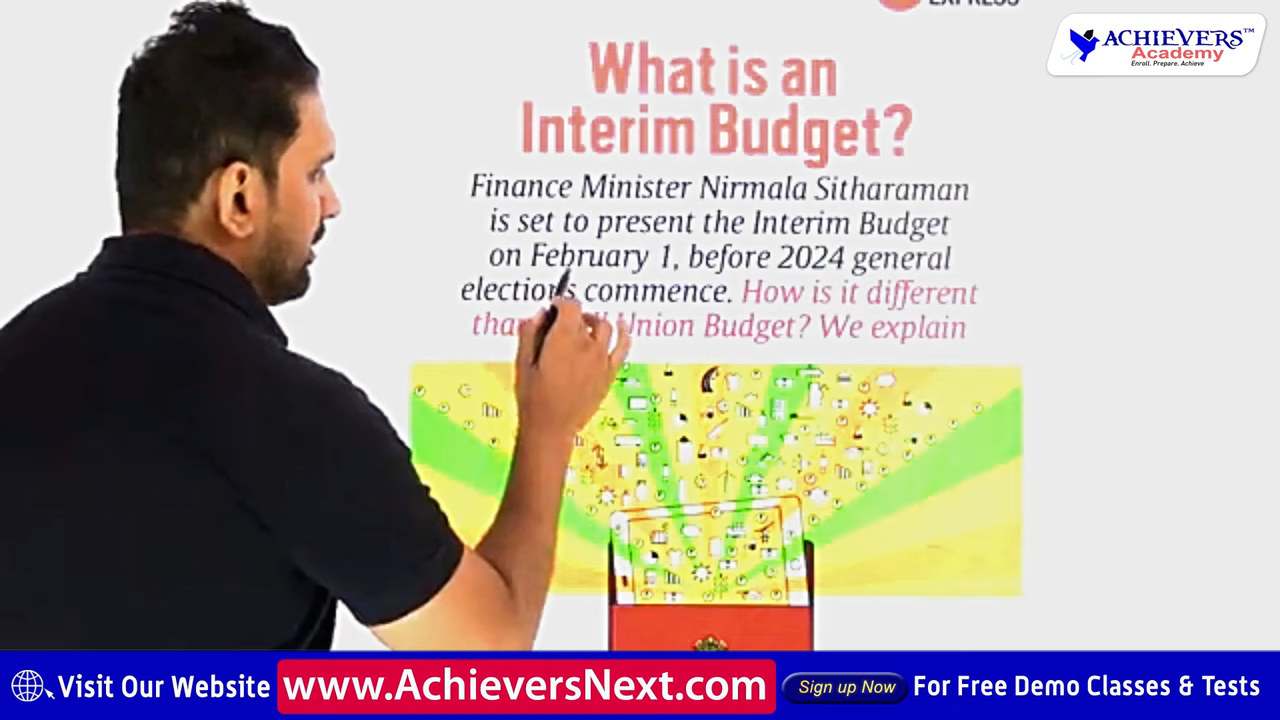 EXPRESS
ACHIEVERS™
Academy
Enroll. Prepare. Achieve
What is an
Interim Budget?
Finance Minister Nirmala Sitharaman
is set to present the Interim Budget
on February 1, before 2024 general
elections commence. How is it different
Union Budget? We explain
Visit Our Website
www.AchieversNext.com
Sign up Now
For Free Demo Classes & Tests